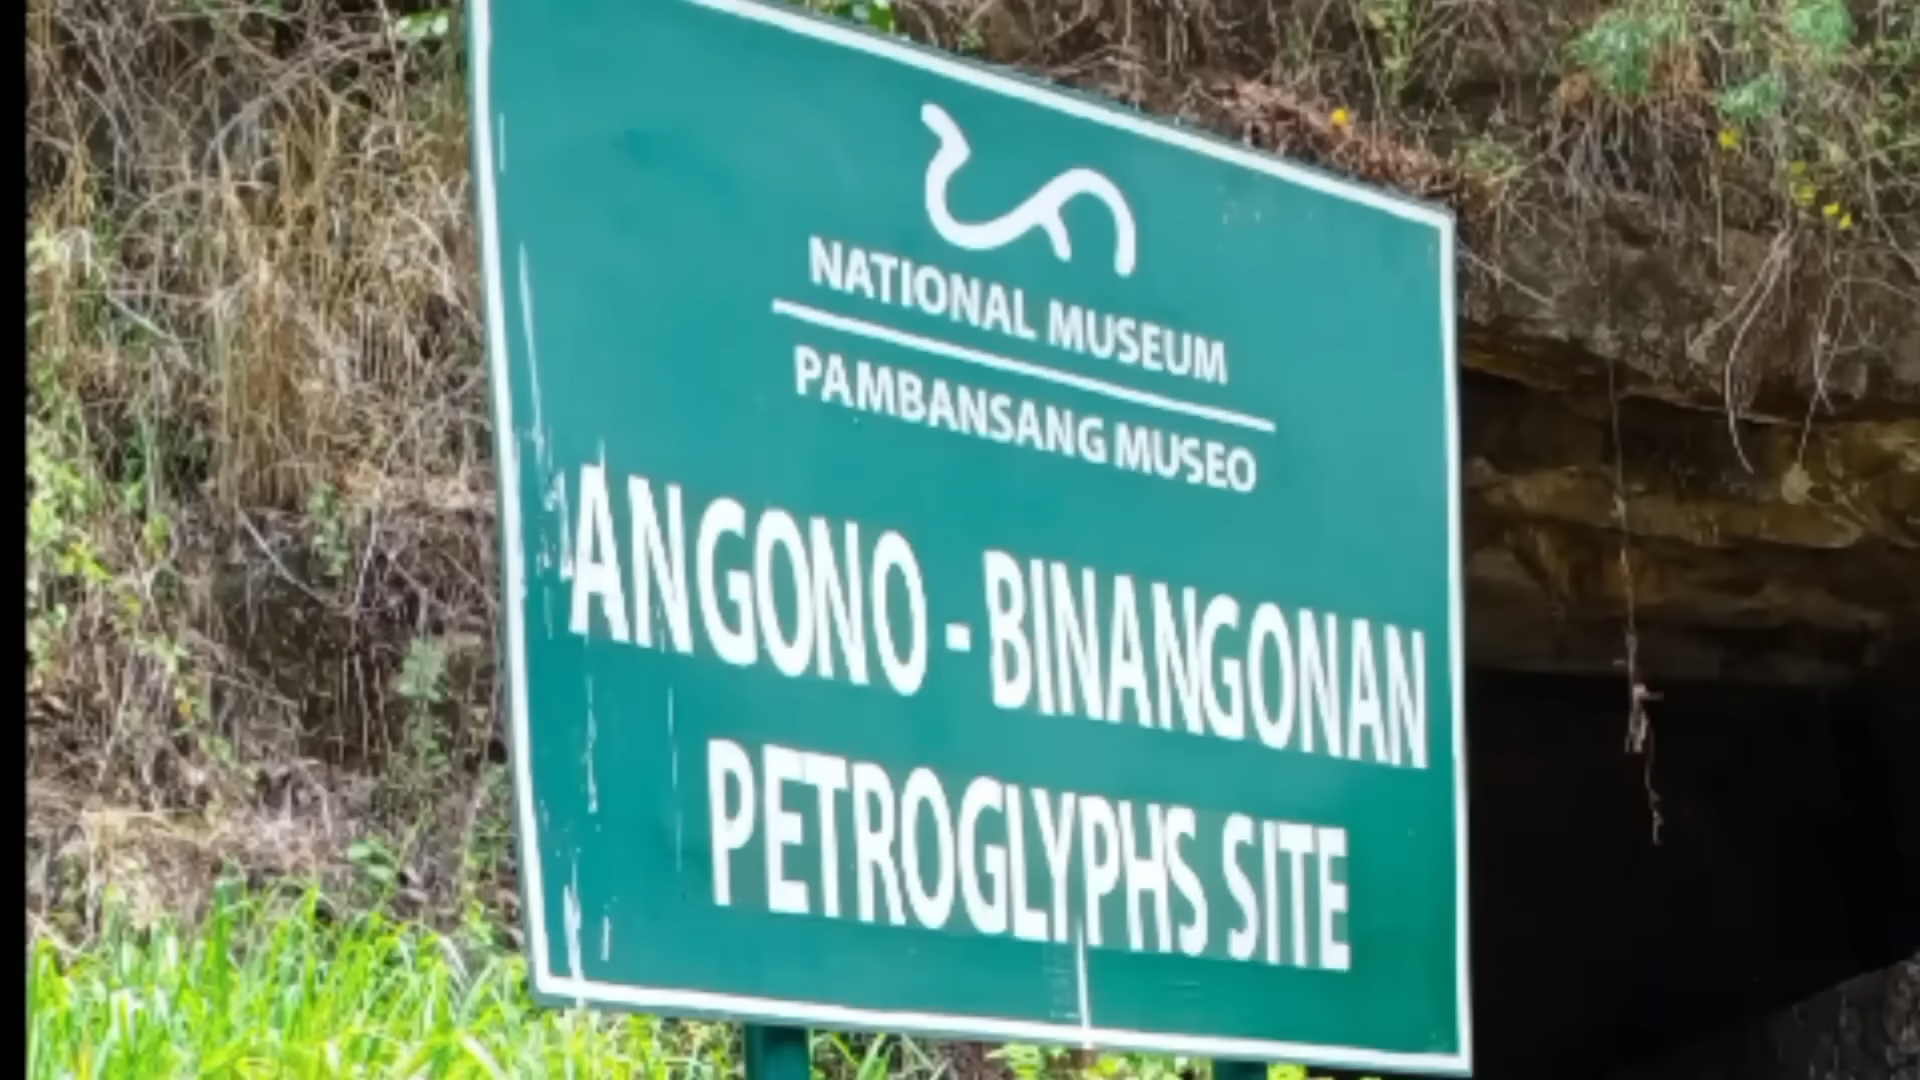 NATIONAL MUSEUM
PAMBANSANG MUSEO
ANGONO - BINANGONAN
PETROGLYPHS SITE